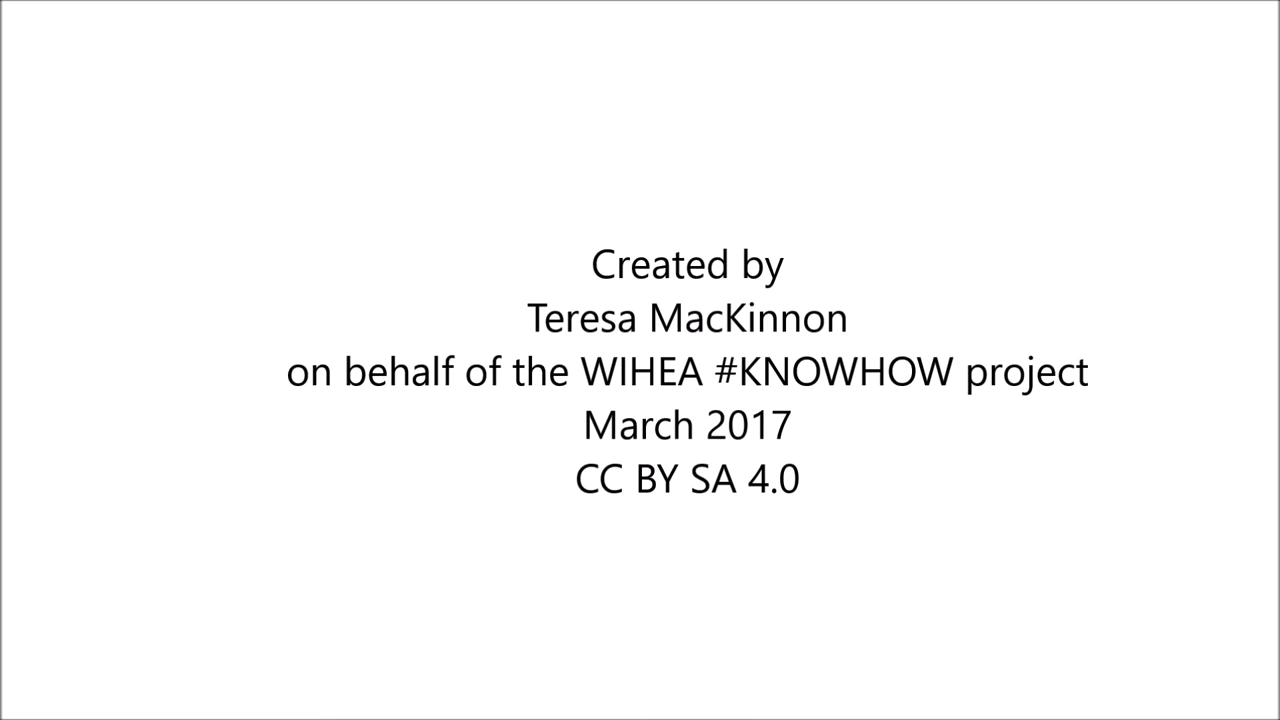 Created by
Teresa MacKinnon
on behalf of the WIHEA #KNOWHOW project
March 2017
CC BY SA 4.0